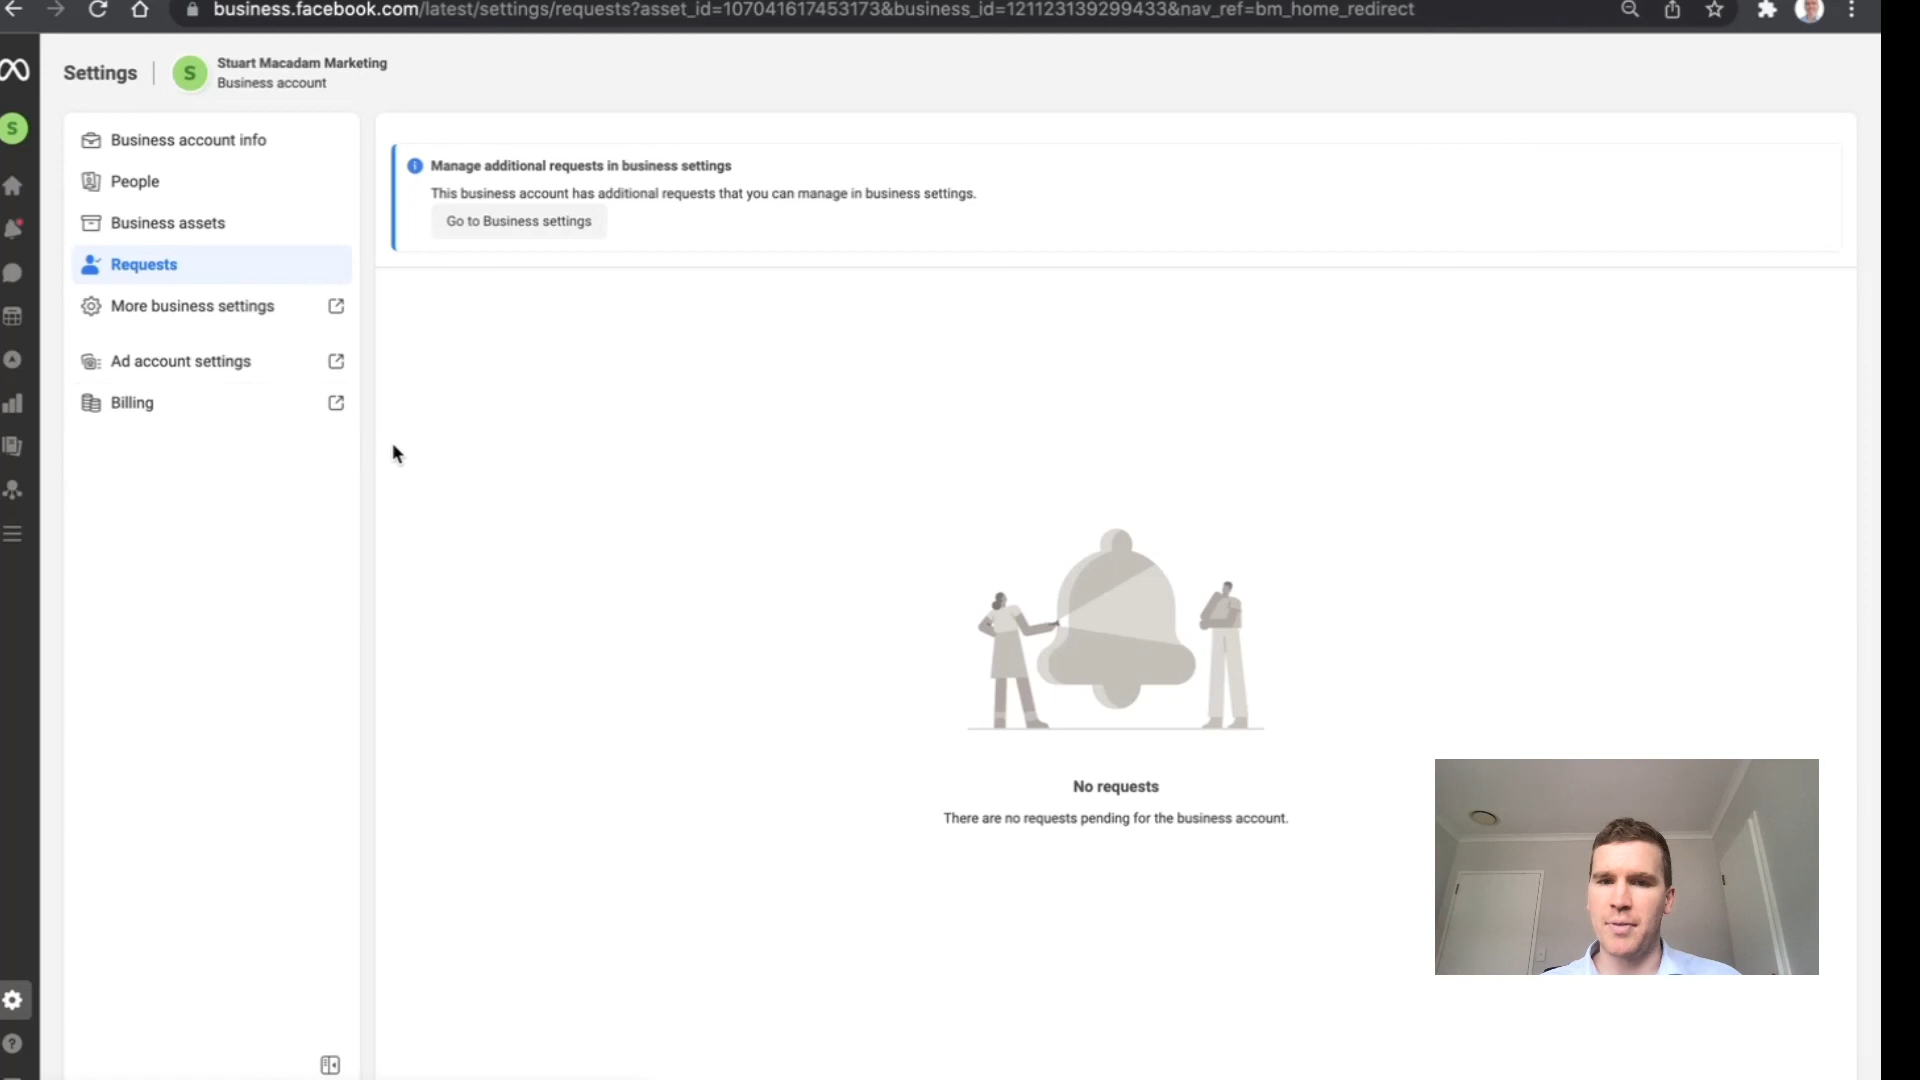 business.facebook.com/latest/settings/requests?asset_id=107041617453173&business_id=121123139299433&nav_ref=bm_home_redirect
Settings
S
Stuart Macadam Marketing
Business account
S
Business account info
People
Business assets
Requests
More business settings
Ad account settings
Billing
Manage additional requests in business settings
This business account has additional requests that you can manage in business settings.
Go to Business settings
No requests
There are no requests pending for the business account.